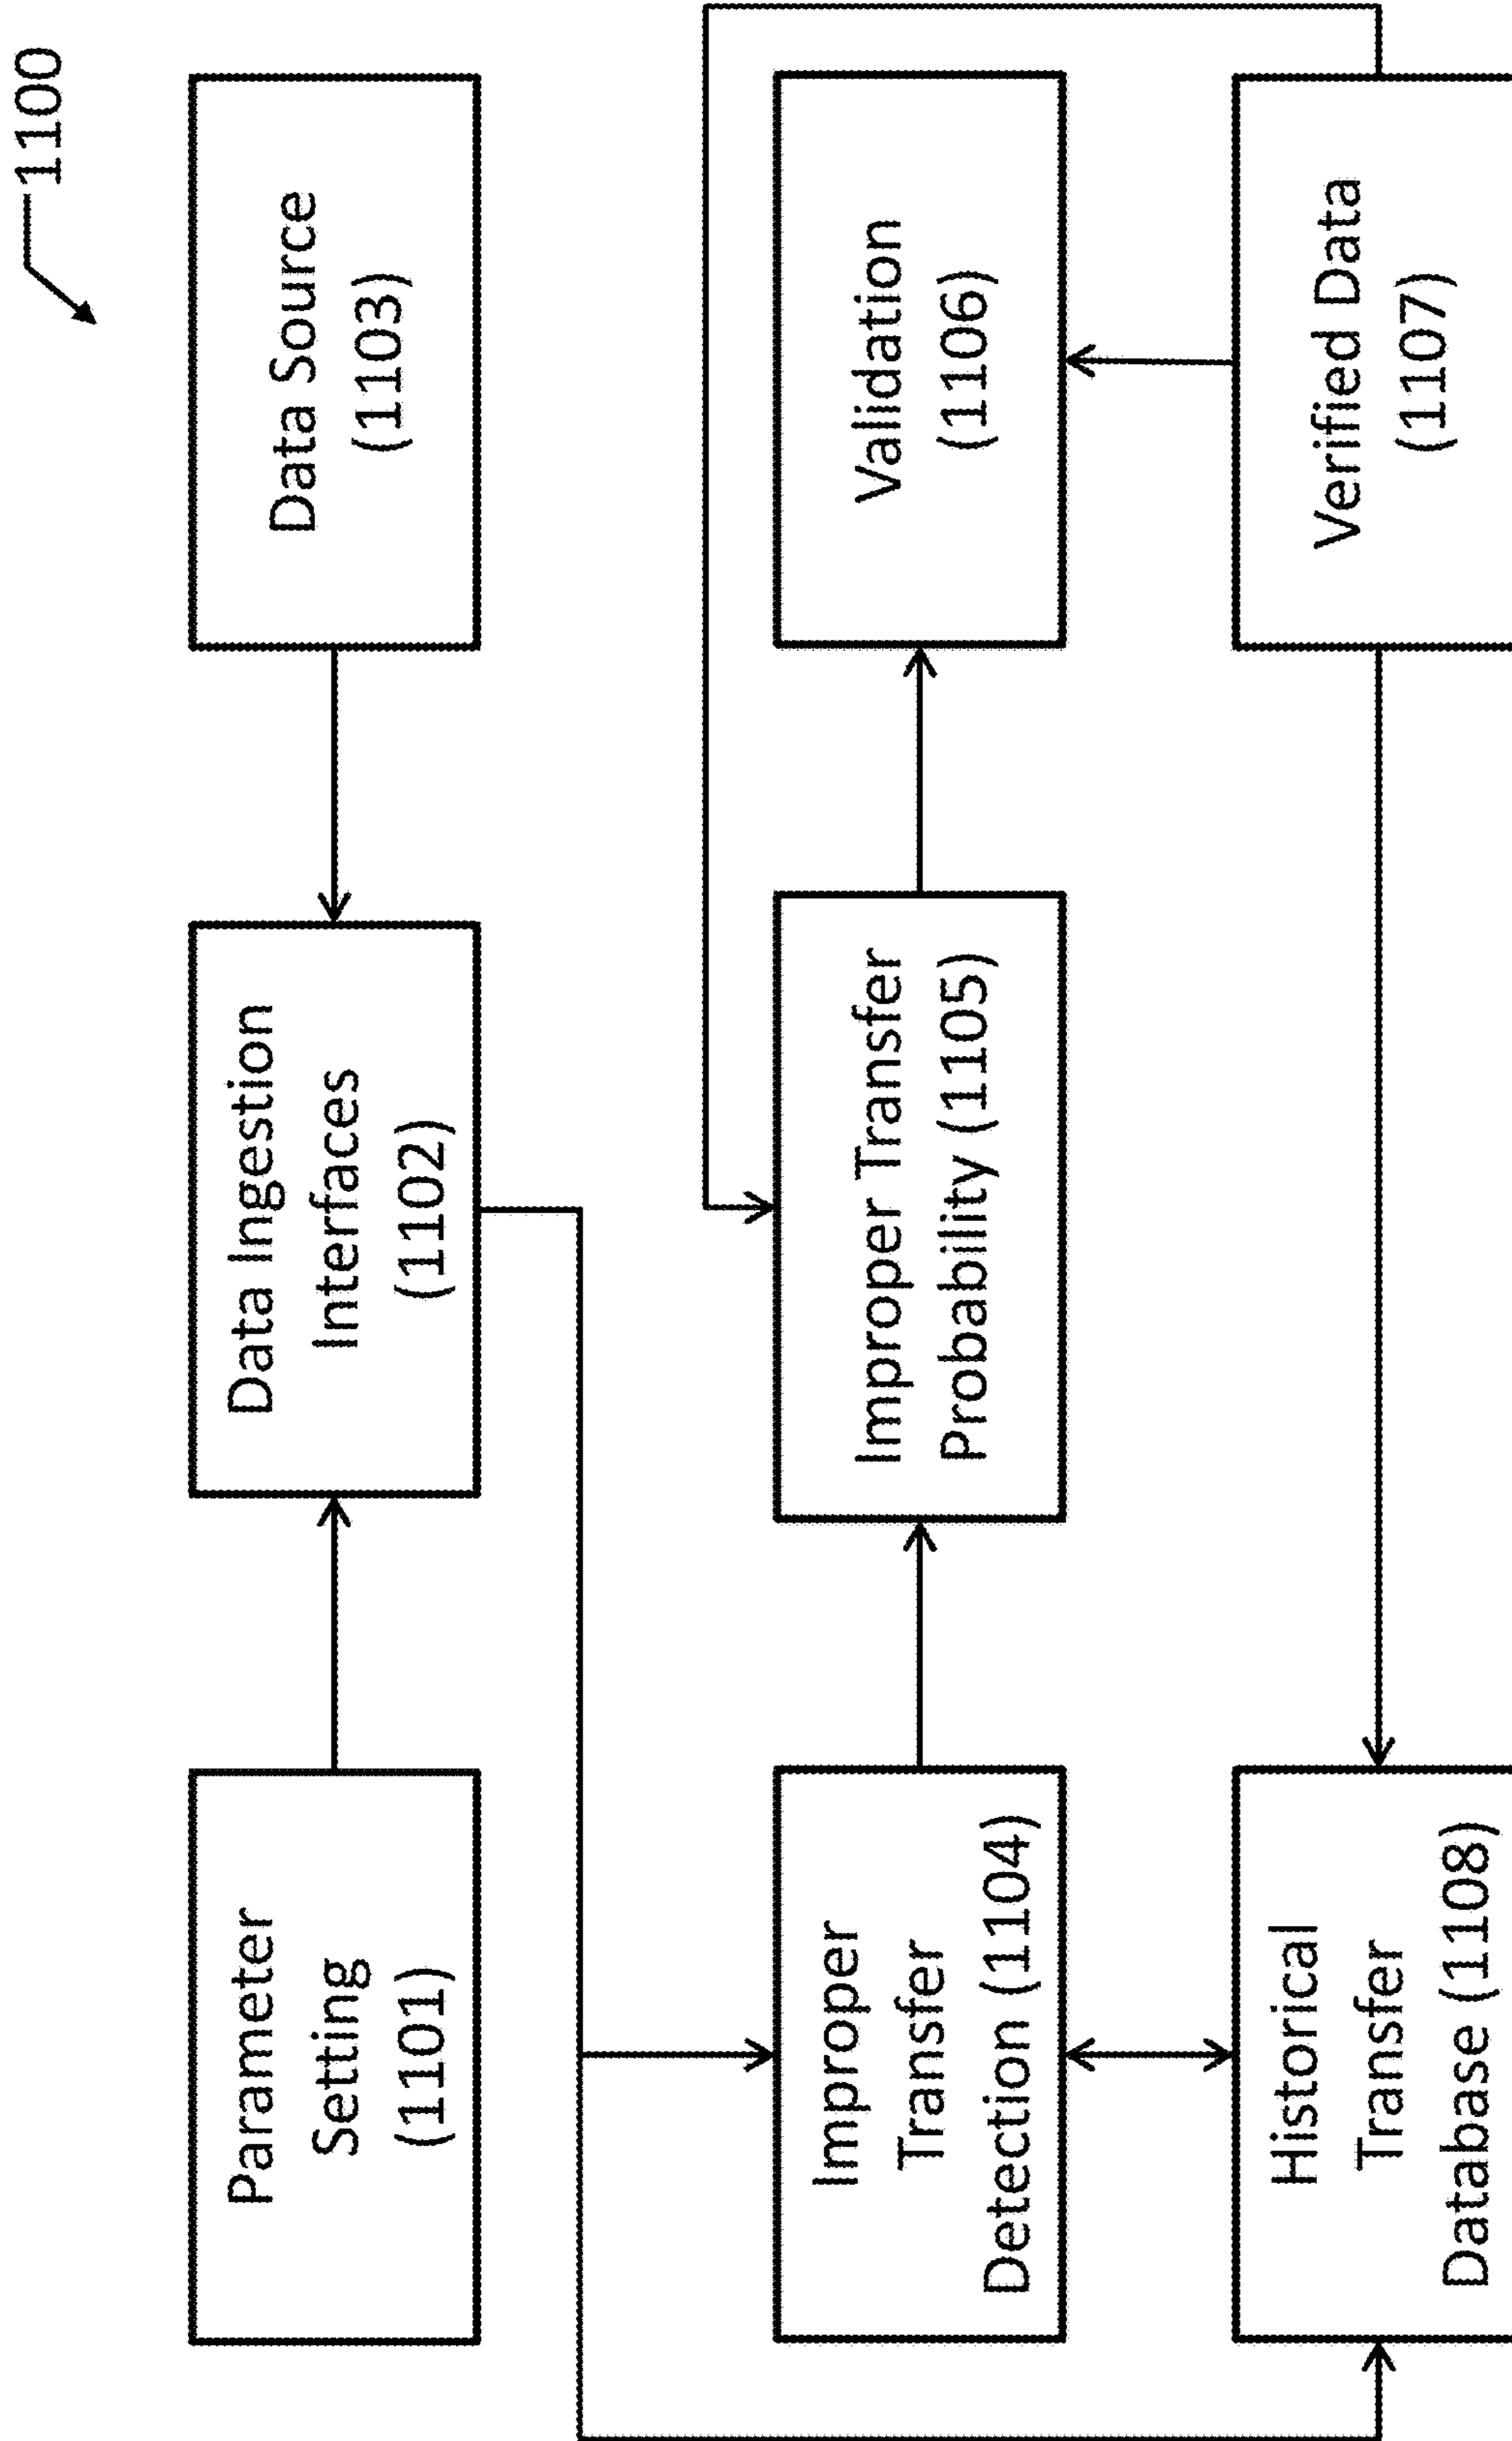 1100
Parameter
Setting
(1101)
Data Ingestion
Interfaces
(1102)
Data Source
(1103)
Improper
Transfer
Detection (1104)
Improper Transfer
Probability (1105)
Validation
(1106)
Historical
Transfer
Database (1108)
Verified Data
(1107)